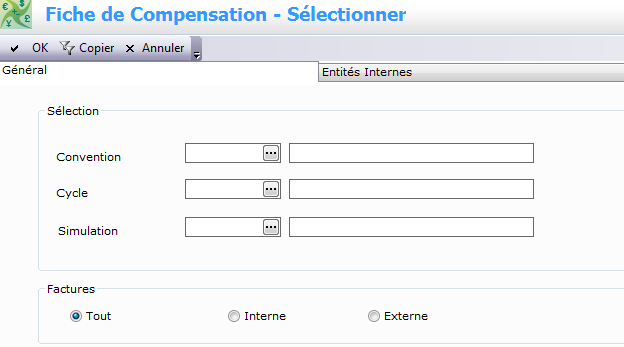 Fiche de Compensation - Sélectionner
OK Copier Annuler
Général Entités Internes
Sélection
Convention ...
Cycle ...
Simulation ...
Factures
Tout Interne Externe